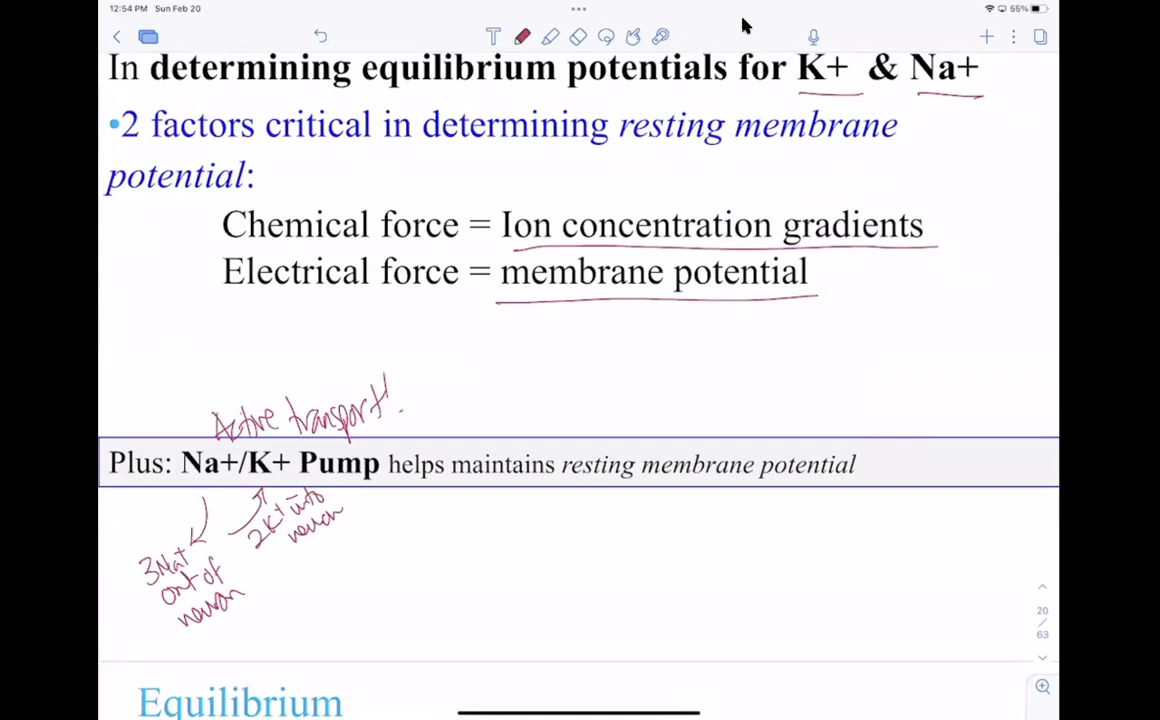 12:54 PM Sun Feb 20
55%
In determining equilibrium potentials for K+ & Na+
•2 factors critical in determining resting membrane
potential:
Chemical force = Ion concentration gradients
Electrical force = membrane potential
Active transport!
Plus: Na+/K+ Pump helps maintains resting membrane potential
2K+ into
neuron
3Na+
out of
neuron
20
/
63
Equilibrium